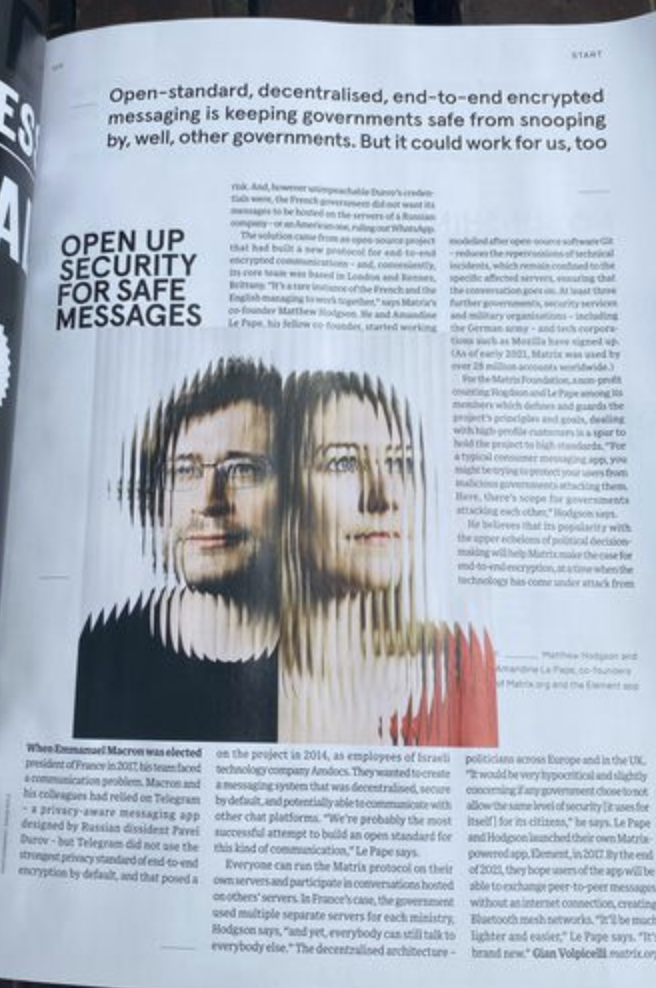 START
Open-standard, decentralised, end-to-end encrypted
messaging is keeping governments safe from snooping
by, well, other governments. But it could work for us, too
OPEN UP
SECURITY
FOR SAFE
MESSAGES
When Emmanuel Macron was elected
president of France in 2017, his team faced
a communication problem. Macron and
his colleagues had relied on Telegram
- a privacy-aware messaging app
designed by Russian dissident Pavel
Durov - but Telegram did not use the
strongest privacy standard of end-to-end
encryption by default, and that posed a
risk. And, however unimpeachable Durov's creden-
tials were, the French government did not want its
messages to be hosted on the servers of a Russian
company - or an American one, ruling out WhatsApp.
The solution came from an open-source project
that had built a new protocol for end-to-end
encrypted communications - and, conveniently,
its core team was based in London and Rennes,
Brittany. "It's a rare instance of the French and the
English managing to work together," says Matrix's
co-founder Matthew Hodgson. He and Amandine
Le Pape, his fellow co-founder, started working
on the project in 2014, as employees of Israeli
technology company Amdocs. They wanted to create
a messaging system that was decentralised, secure
by default, and potentially able to communicate with
other chat platforms. "We're probably the most
successful attempt to build an open standard for
this kind of communication," Le Pape says.
Everyone can run the Matrix protocol on their
own servers and participate in conversations hosted
on others' servers. In France's case, the government
used multiple separate servers for each ministry,
Hodgson says, "and yet, everybody can still talk to
everybody else." The decentralised architecture -
modelled after open-source software Git
- reduces the repercussions of technical
incidents, which remain confined to the
specific affected servers, ensuring that
the conversation goes on. At least three
further governments, security services
and military organisations - including
the German army - and tech corpora-
tions such as Mozilla have signed up.
(As of early 2021, Matrix was used by
over 28 million accounts worldwide.)
For the Matrix Foundation, a non-profit
counting Hogdson and Le Pape among its
members which defines and guards the
project's principles and goals, dealing
with high-profile customers is a spur to
hold the project to high standards. "For
a typical consumer messaging app, you
might be trying to protect your users from
malicious governments attacking them.
Here, there's scope for governments
attacking each other," Hodgson says.
He believes that its popularity with
the upper echelons of political decision-
making will help Matrix make the case for
end-to-end encryption, at a time when the
technology has come under attack from
Matthew Hodgson and
Amandine Le Pape, co-founders
of Matrix.org and the Element app
politicians across Europe and in the UK.
"It would be very hypocritical and slightly
concerning if any government chose to not
allow the same level of security [it uses for
itself] for its citizens," he says. Le Pape
and Hodgson launched their own Matrix-
powered app, Element, in 2017. By the end
of 2021, they hope users of the app will be
able to exchange peer-to-peer messages
without an internet connection, creating
Bluetooth mesh networks. "It'll be much
lighter and easier," Le Pape says. "It's
brand new." Gian Volpicelli matrix.org